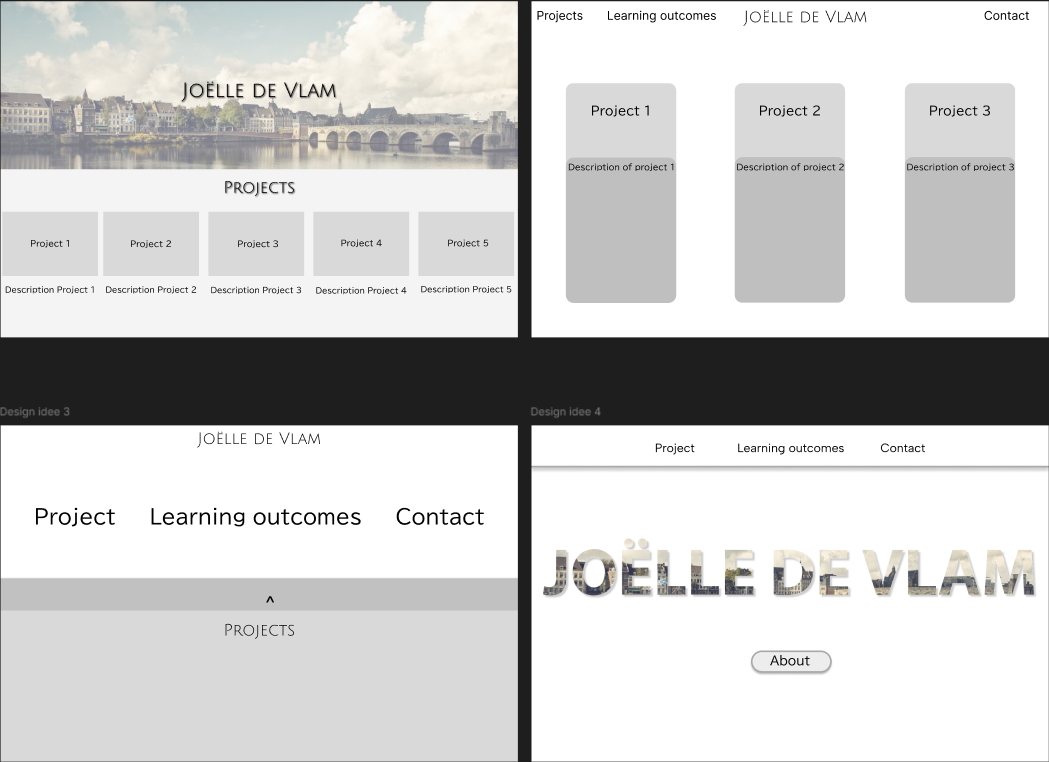 JOËLLE DE VLAM
PROJECTS
Project 1 Project 2 Project 3 Project 4 Project 5
Description Project 1 Description Project 2 Description Project 3 Description Project 4 Description Project 5
Projects Learning outcomes JOËLLE DE VLAM Contact
Project 1 Project 2 Project 3
Description of project 1 Description of project 2 Description of project 3
Design idee 3
JOËLLE DE VLAM
Project Learning outcomes Contact
^
PROJECTS
Design idee 4
Project Learning outcomes Contact
JOËLLE DE VLAM
About